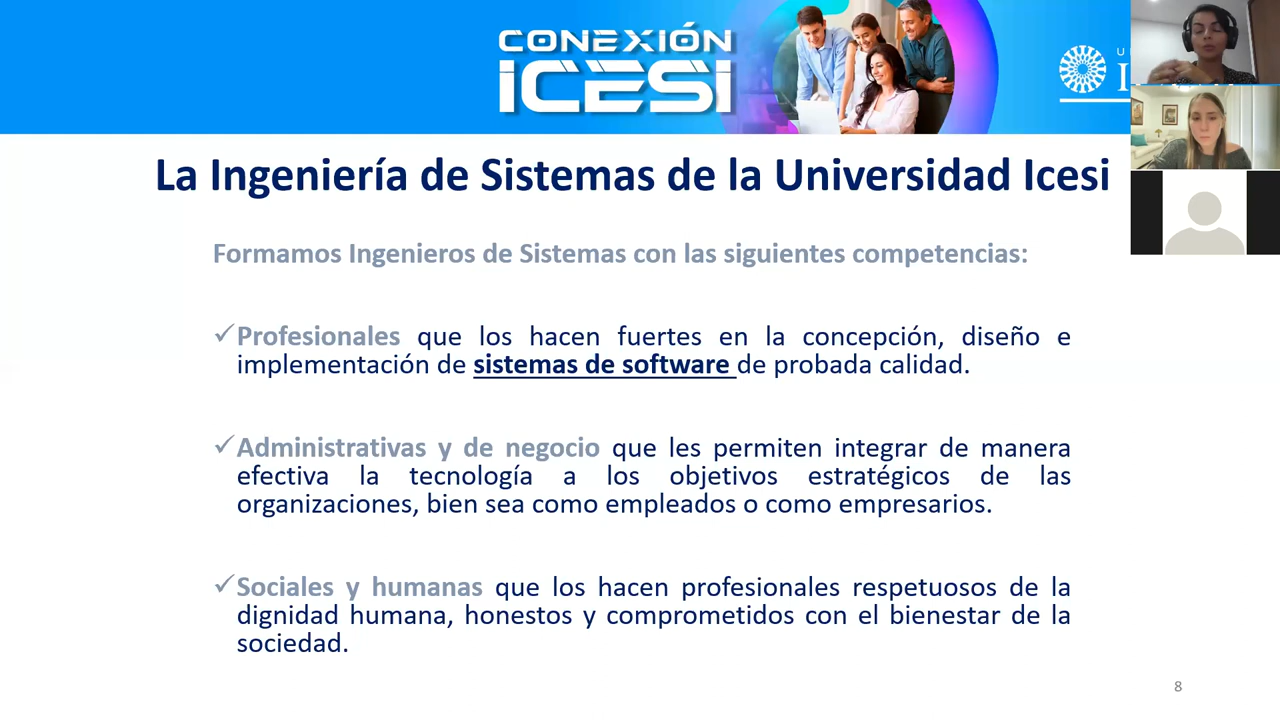 CONEXIÓN
ICESI
La Ingeniería de Sistemas de la Universidad Icesi
Formamos Ingenieros de Sistemas con las siguientes competencias:
✓Profesionales que los hacen fuertes en la concepción, diseño e
implementación de sistemas de software de probada calidad.
✓Administrativas y de negocio que les permiten integrar de manera
efectiva la tecnología a los objetivos estratégicos de las
organizaciones, bien sea como empleados o como empresarios.
✓Sociales y humanas que los hacen profesionales respetuosos de la
dignidad humana, honestos y comprometidos con el bienestar de la
sociedad.
8